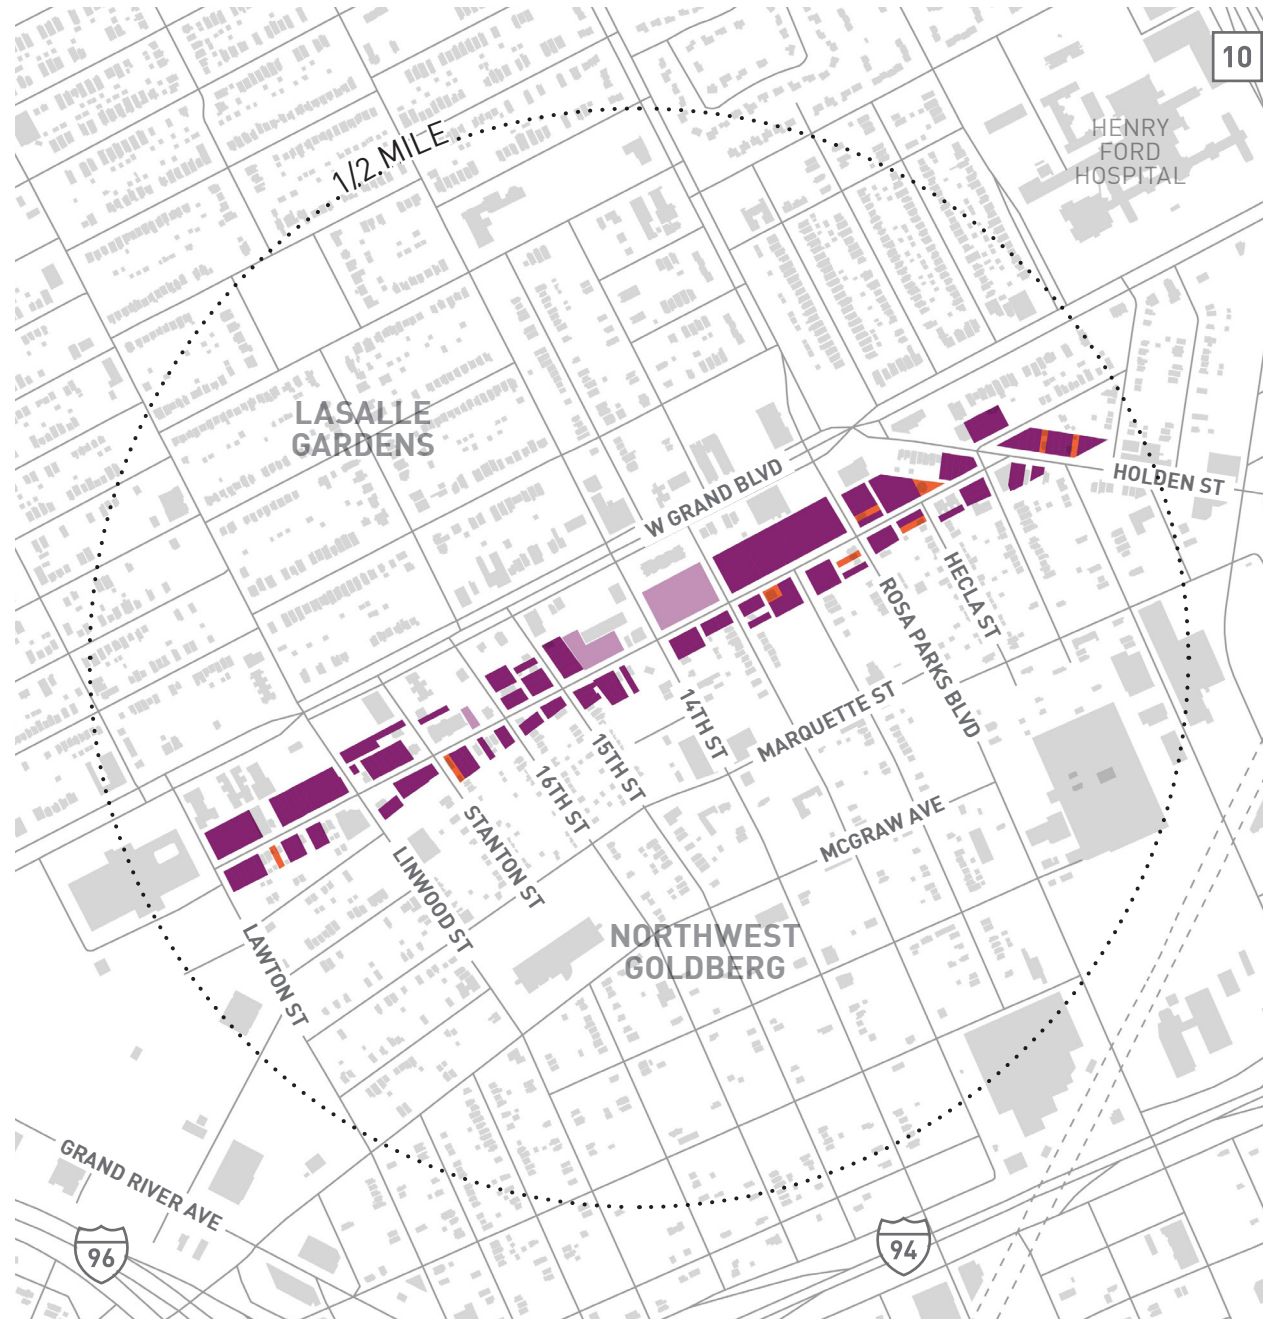 10
HENRY
FORD
HOSPITAL
1/2 MILE
LASALLE
GARDENS
W GRAND BLVD
HOLDEN ST
HECLA ST
ROSA PARKS BLVD
14TH ST
MARQUETTE ST
15TH ST
16TH ST
STANTON ST
MCGRAW AVE
LINWOOD ST
NORTHWEST
GOLDBERG
LAWTON ST
GRAND RIVER AVE
96
94